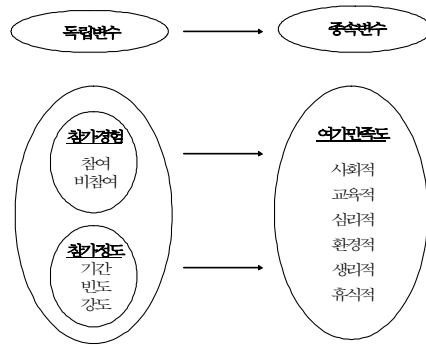 독립변수
종속변수
참가경험
참여
비참여
참가정도
기간
빈도
강도
여가만족도
사회적
교육적
심리적
환경적
생리적
휴식적